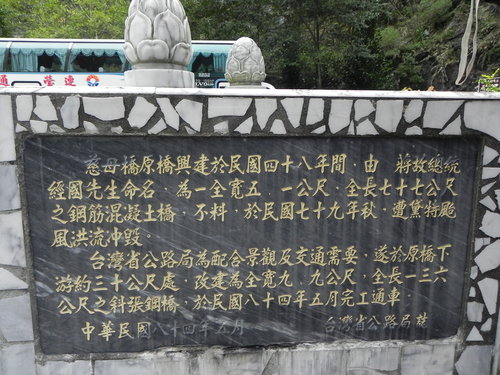 通運榮
慈母橋原橋興建於民國四十八年間，由　蔣故總統
經國先生命名，為一全寬五．一公尺，全長七十七公尺
之鋼筋混凝土橋，不料，於民國七十九年秋，遭黛特颱
風洪流沖毀。
台灣省公路局為配合景觀及交通需要，遂於原橋下
游約三十公尺處，改建為全寬九．九公尺，全長一三六
公尺之斜張鋼橋，於民國八十四年五月完工通車。
中華民國八十四年五月　台灣省公路局誌